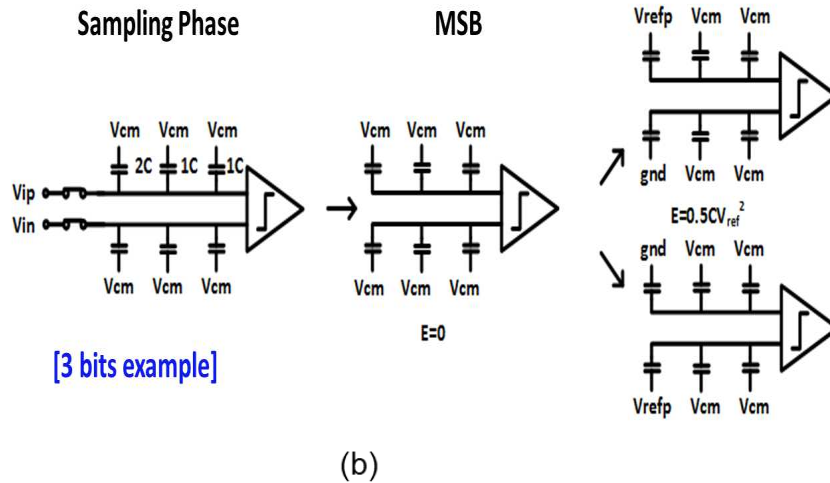 Sampling Phase
MSB
Vrefp Vcm Vcm
gnd Vcm Vcm
E=0.5CVref²
gnd Vcm Vcm
Vrefp Vcm Vcm
Vcm Vcm Vcm
2C 1C 1C
Vip
Vin
Vcm Vcm Vcm
Vcm Vcm Vcm
Vcm Vcm Vcm
E=0
[3 bits example]
(b)